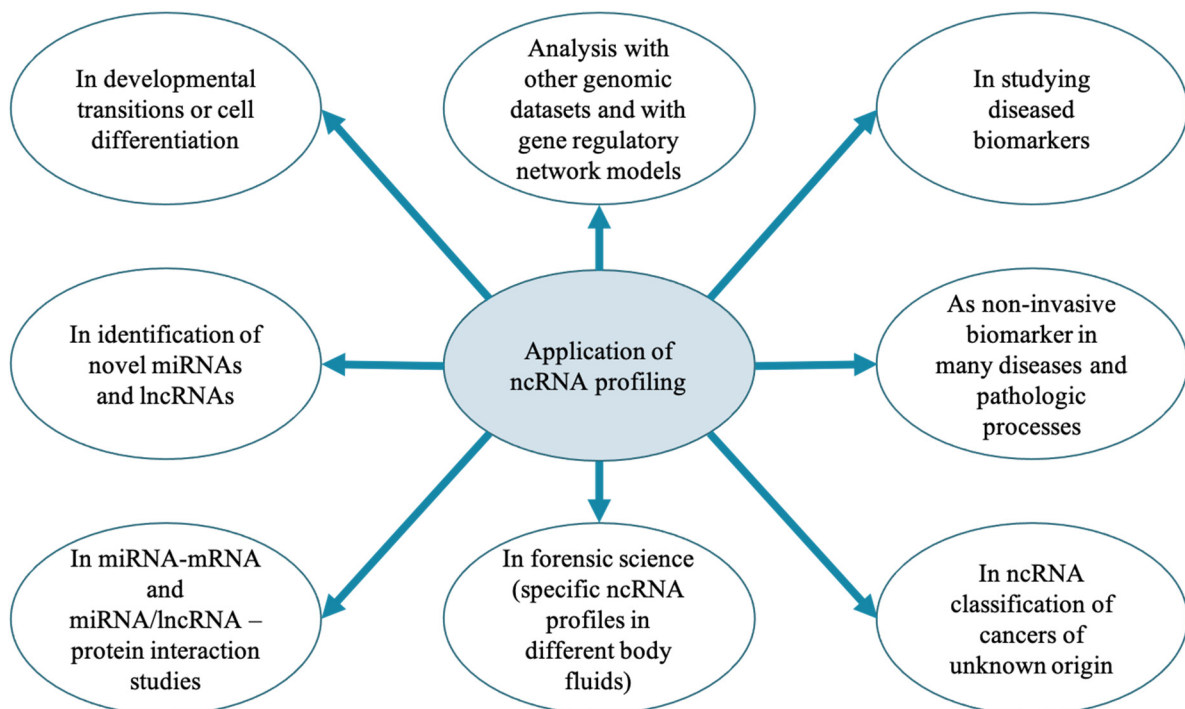 In developmental
transitions or cell
differentiation
Analysis with
other genomic
datasets and with
gene regulatory
network models
In studying
diseased
biomarkers
In identification of
novel miRNAs
and lncRNAs
Application of
ncRNA profiling
As non-invasive
biomarker in
many diseases and
pathologic
processes
In miRNA-mRNA
and
miRNA/lncRNA –
protein interaction
studies
In forensic science
(specific ncRNA
profiles in
different body
fluids)
In ncRNA
classification of
cancers of
unknown origin